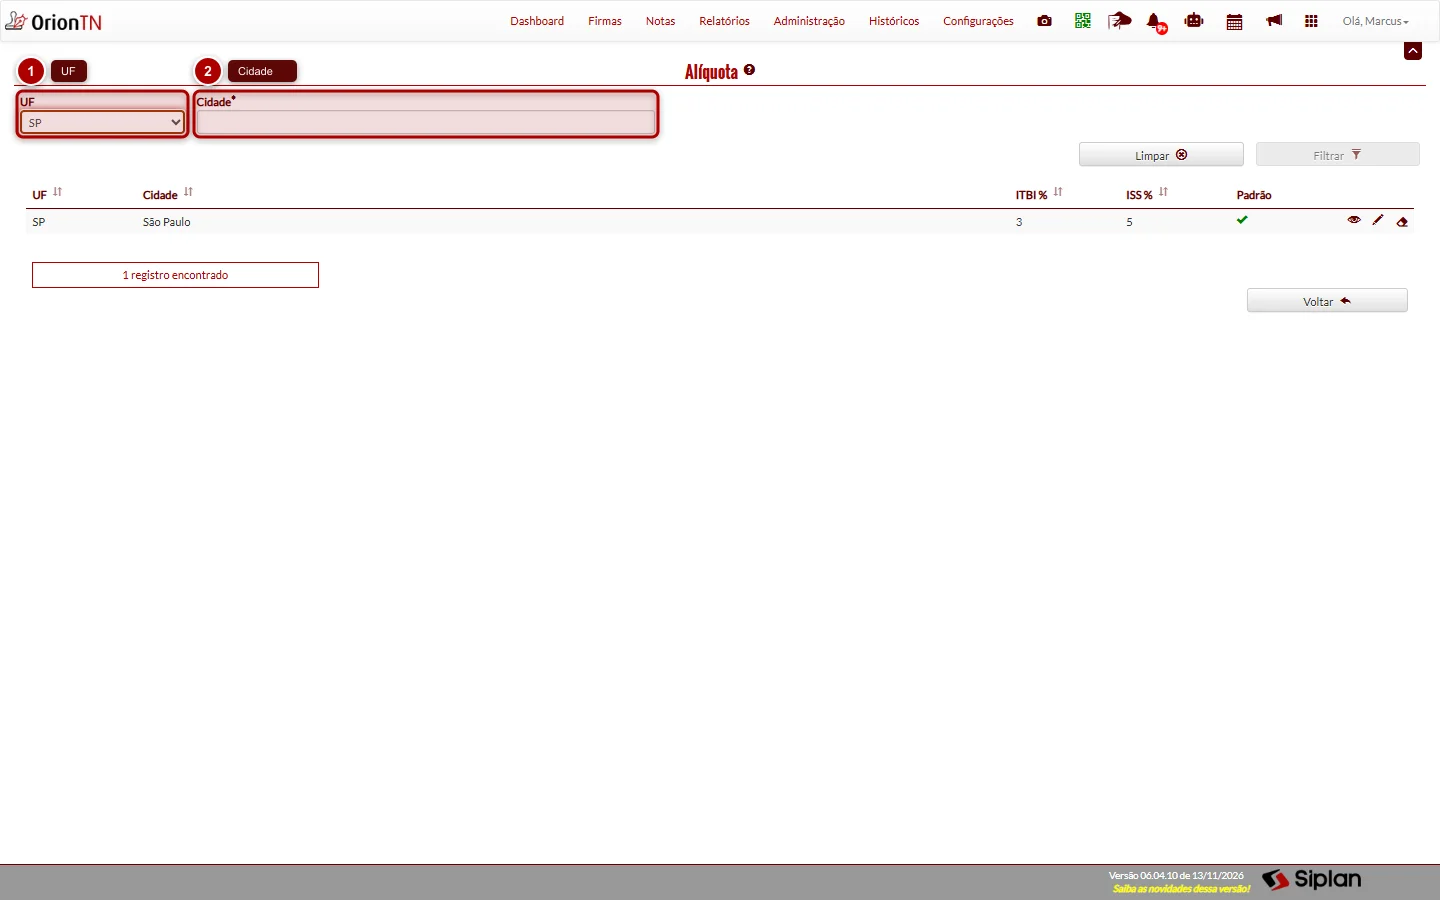 OrionTN
Dashboard Firmas Notas Relatórios Administração Históricos Configurações 9+ Olá, Marcus
1 UF 2 Cidade
Alíquota ?
UF Cidade*
SP
Limpar Filtrar
UF Cidade ITBI % ISS % Padrão
SP São Paulo 3 5
1 registro encontrado
Voltar
Versão 06.04.10 de 13/11/2026
Saiba as novidades dessa versão!
Siplan